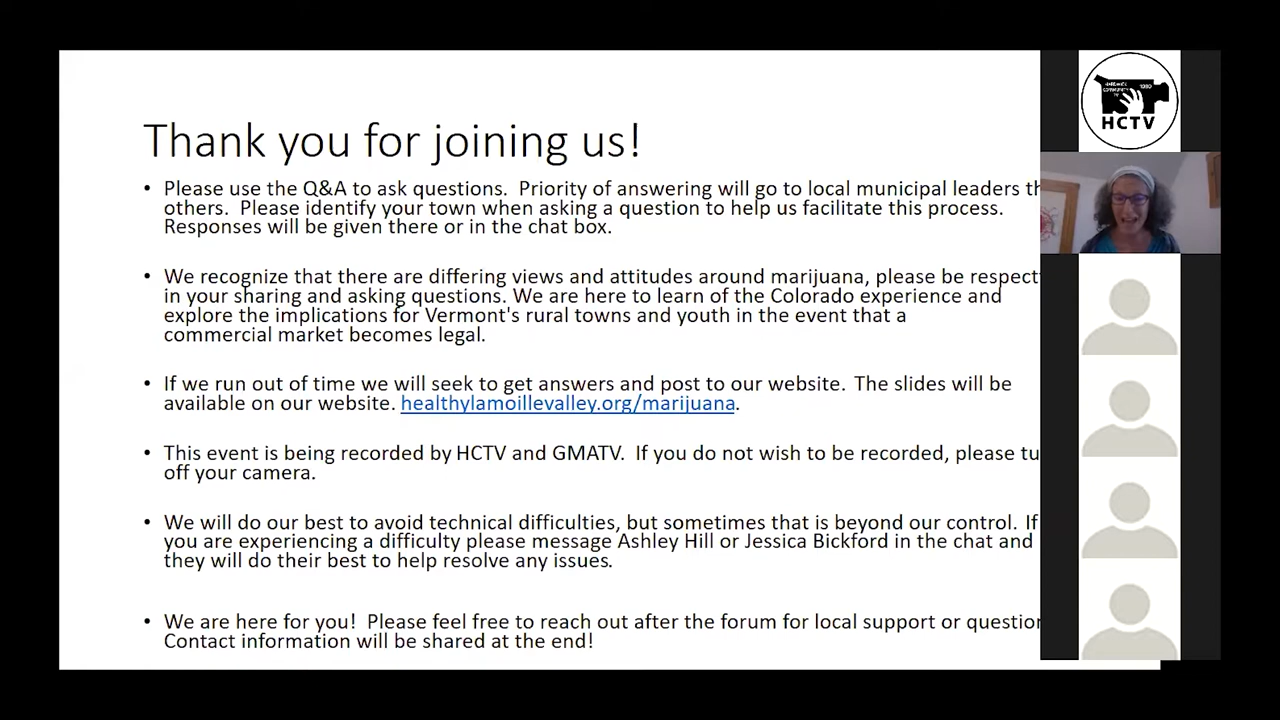 Thank you for joining us!
• Please use the Q&A to ask questions.  Priority of answering will go to local municipal leaders
others.  Please identify your town when asking a question to help us facilitate this process.
Responses will be given there or in the chat box.
• We recognize that there are differing views and attitudes around marijuana, please be
in your sharing and asking questions. We are here to learn of the Colorado experience and
explore the implications for Vermont's rural towns and youth in the event that a
commercial market becomes legal.
• If we run out of time we will seek to get answers and post to our website. The slides will be
available on our website. healthylamoillevalley.org/marijuana.
• This event is being recorded by HCTV and GMATV.  If you do not wish to be recorded, please
off your camera.
• We will do our best to avoid technical difficulties, but sometimes that is beyond our control. If
you are experiencing a difficulty please message Ashley Hill or Jessica Bickford in the chat and
they will do their best to help resolve any issues.
• We are here for you!  Please feel free to reach out after the forum for local support or
Contact information will be shared at the end!
HCTV